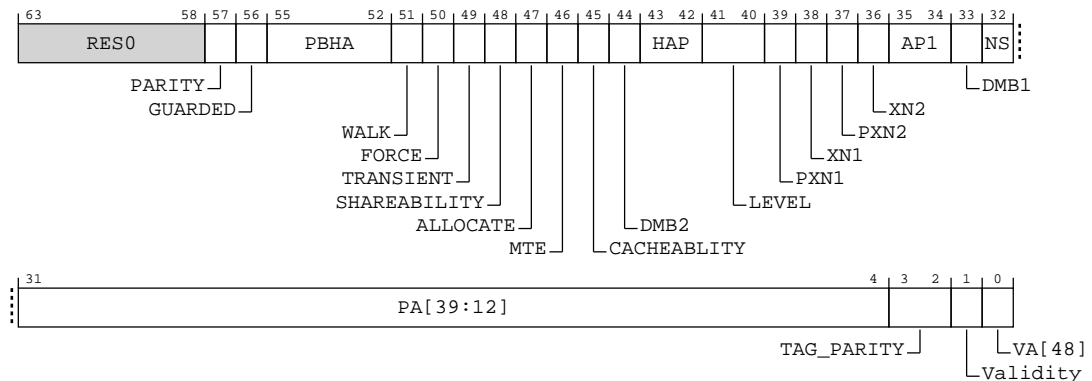 63 58 57 56 55 52 51 50 49 48 47 46 45 44 43 42 41 40 39 38 37 36 35 34 33 32
RES0 PBHA HAP AP1 NS
PARITY DMB1
GUARDED XN2
WALK PXN2
FORCE XN1
TRANSIENT PXN1
SHAREABILITY LEVEL
ALLOCATE DMB2
MTE CACHEABLITY
31 4 3 2 1 0
PA[39:12]
TAG_PARITY VA[48]
Validity